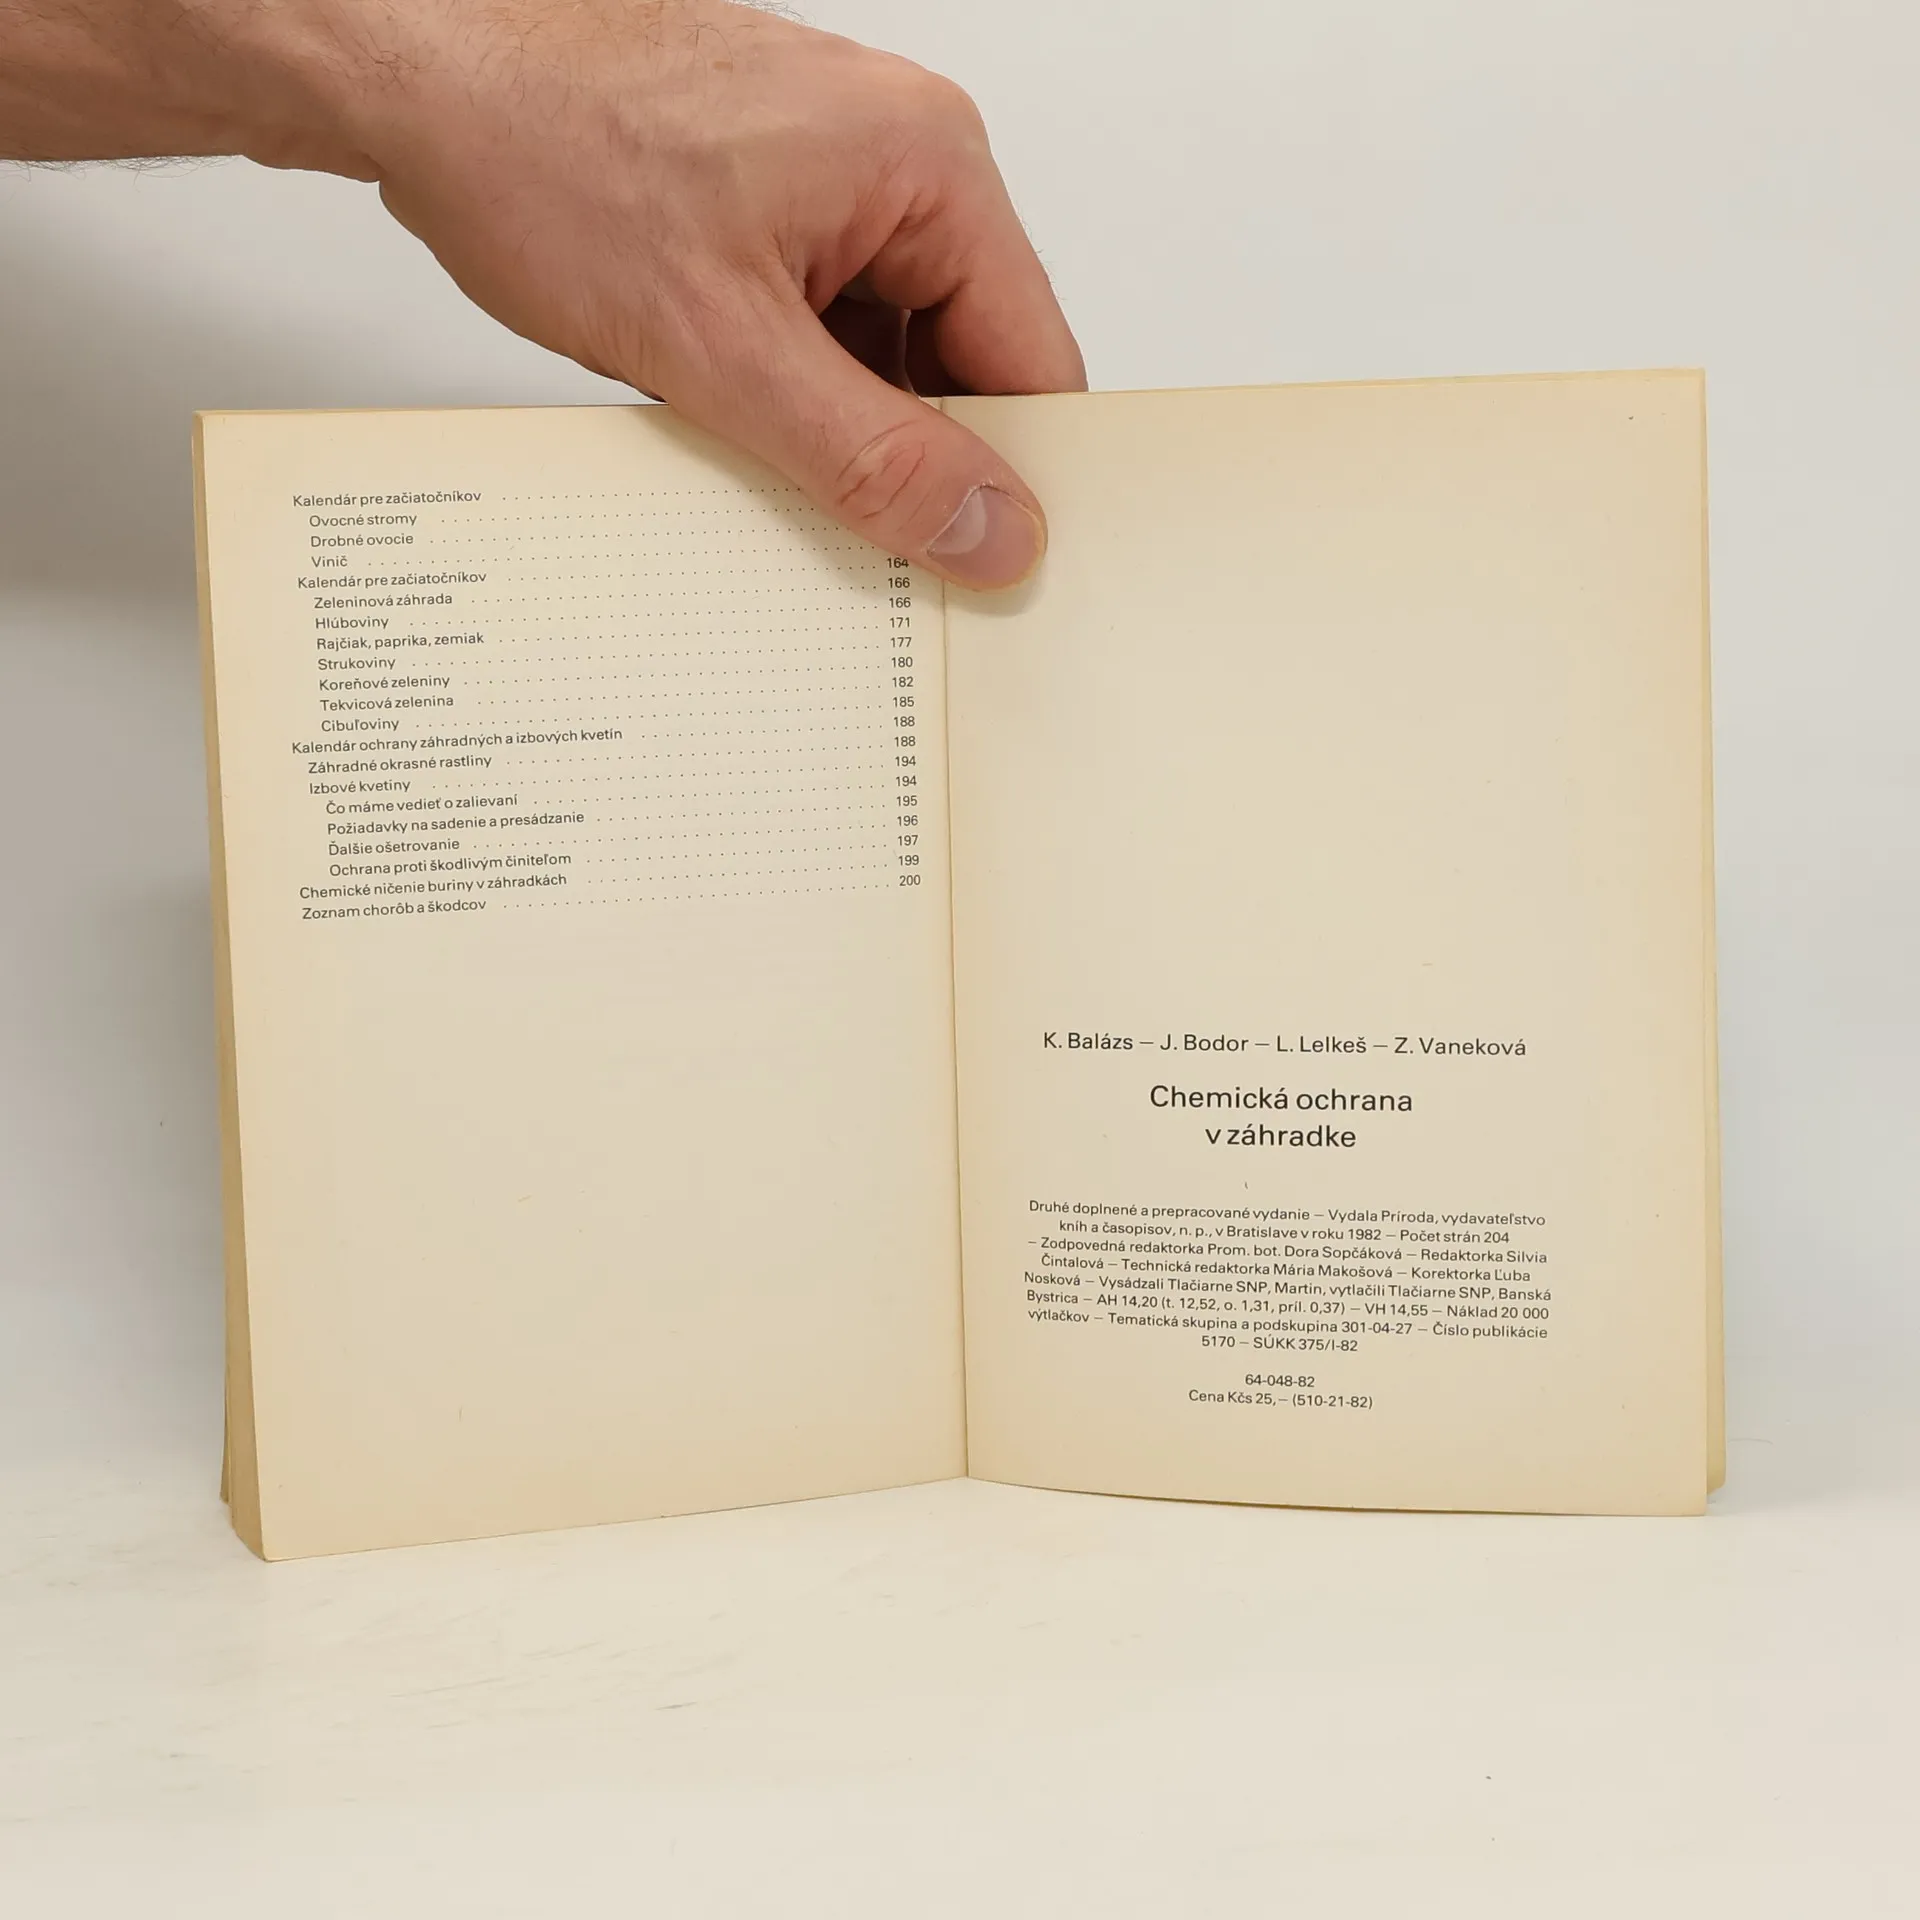 Kalendár pre začiatočníkov
Ovocné stromy
Drobné ovocie
Vinič
Kalendár pre začiatočníkov 164
Zeleninová záhrada 166
Hlúboviny 166
Rajčiak, paprika, zemiak 171
Strukoviny 177
Koreňové zeleniny 180
Tekvicová zelenina 182
Cibuľoviny 185
Kalendár ochrany záhradných a izbových kvetín 188
Záhradné okrasné rastliny 188
Izbové kvetiny 194
Čo máme vedieť o zalievaní 194
Požiadavky na sadenie a presádzanie 195
Ďalšie ošetrovanie 196
Ochrana proti škodlivým činiteľom 197
Chemické ničenie buriny v záhradkách 199
Zoznam chorôb a škodcov 200
K. Balázs — J. Bodor — L. Lelkeš — Z. Vaneková
Chemická ochrana
v záhradke
Druhé doplnené a prepracované vydanie — Vydala Príroda, vydavateľstvo
kníh a časopisov, n. p., v Bratislave v roku 1982 — Počet strán 204
— Zodpovedná redaktorka Prom. bot. Dora Sopčáková — Redaktorka Silvia
Čintalová — Technická redaktorka Mária Makošová — Korektorka Ľuba
Nosková — Vysádzali Tlačiarne SNP, Martin, vytlačili Tlačiarne SNP, Banská
Bystrica — AH 14,20 (t. 12,52, o. 1,31, príl. 0,37) — VH 14,55 — Náklad 20 000
výtlačkov — Tematická skupina a podskupina 301-04-27 — Číslo publikácie
5170 — SÚKK 375/I-82
64-048-82
Cena Kčs 25,— (510-21-82)